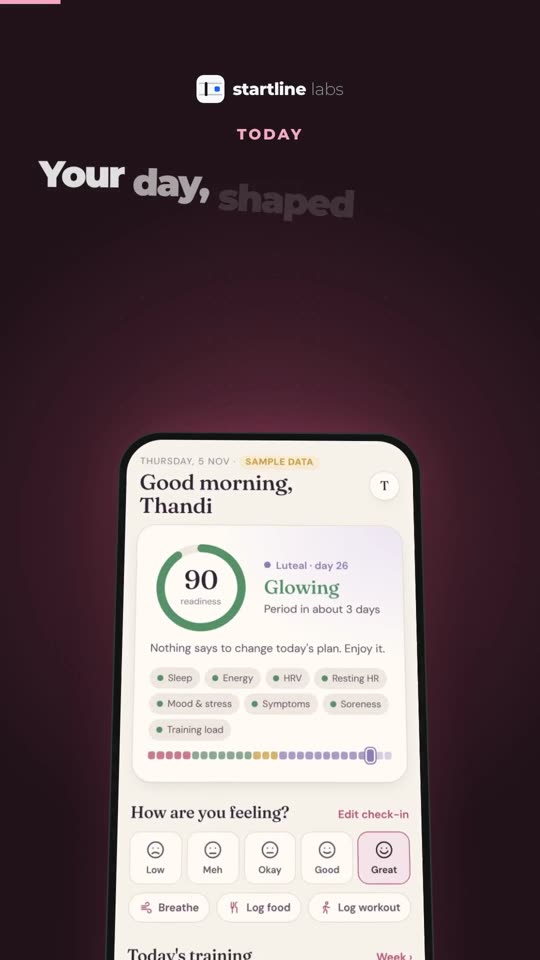 startline labs
TODAY
Your day, shaped
THURSDAY, 5 NOV · SAMPLE DATA
Good morning,
Thandi
T
90
readiness
Luteal · day 26
Glowing
Period in about 3 days
Nothing says to change today's plan. Enjoy it.
Sleep Energy HRV Resting HR
Mood & stress Symptoms Soreness
Training load
How are you feeling? Edit check-in
Low Meh Okay Good Great
Breathe Log food Log workout
Today's training Week ›